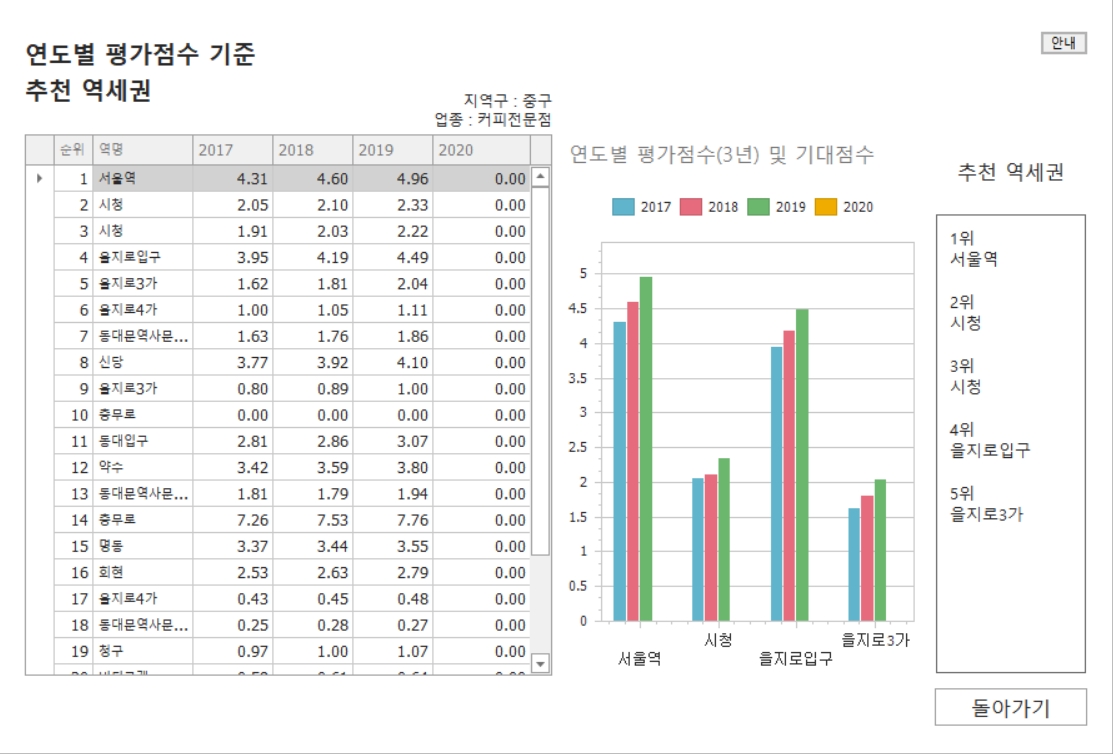 안내
연도별 평가점수 기준
추천 역세권
지역구 : 중구
업종 : 커피전문점
순위 역명 2017 2018 2019 2020
1 서울역 4.31 4.60 4.96 0.00
2 시청 2.05 2.10 2.33 0.00
3 시청 1.91 2.03 2.22 0.00
4 을지로입구 3.95 4.19 4.49 0.00
5 을지로3가 1.62 1.81 2.04 0.00
6 을지로4가 1.00 1.05 1.11 0.00
7 동대문역사문... 1.63 1.76 1.86 0.00
8 신당 3.77 3.92 4.10 0.00
9 을지로3가 0.80 0.89 1.00 0.00
10 충무로 0.00 0.00 0.00 0.00
11 동대입구 2.81 2.86 3.07 0.00
12 약수 3.42 3.59 3.80 0.00
13 동대문역사문... 1.81 1.79 1.94 0.00
14 충무로 7.26 7.53 7.76 0.00
15 명동 3.37 3.44 3.55 0.00
16 회현 2.53 2.63 2.79 0.00
17 을지로4가 0.43 0.45 0.48 0.00
18 동대문역사문... 0.25 0.28 0.27 0.00
19 청구 0.97 1.00 1.07 0.00
연도별 평가점수(3년) 및 기대점수
2017 2018 2019 2020
5
4.5
4
3.5
3
2.5
2
1.5
1
0.5
0
시청 을지로3가
서울역 을지로입구
추천 역세권
1위
서울역
2위
시청
3위
시청
4위
을지로입구
5위
을지로3가
돌아가기